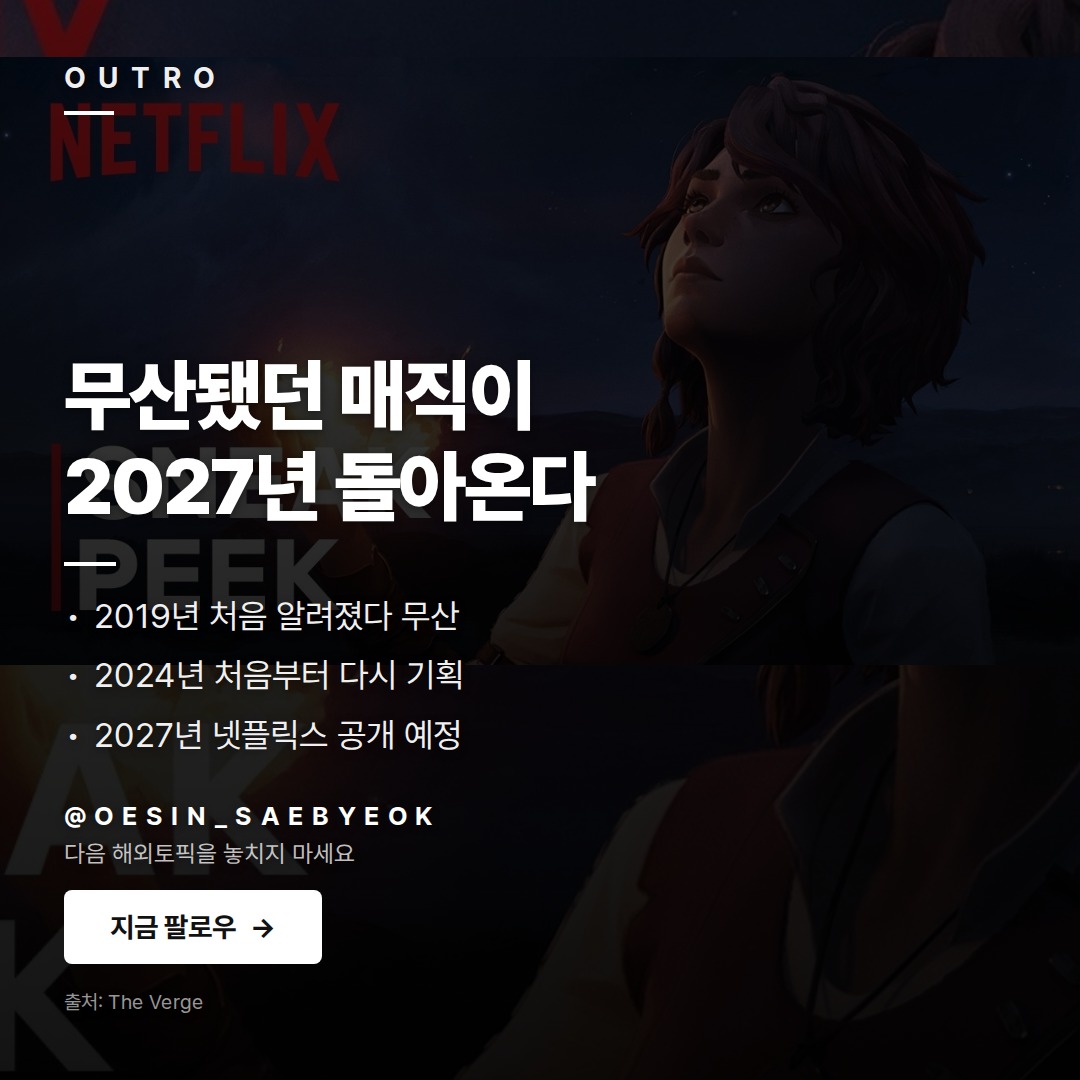 OUTRO
NETFLIX
무산됐던 매직이
2027년 돌아온다
SNEAK
PEEK
• 2019년 처음 알려졌다 무산
• 2024년 처음부터 다시 기획
• 2027년 넷플릭스 공개 예정
AK
@OESIN_SAEBYEOK
다음 해외토픽을 놓치지 마세요
지금 팔로우 →
K
출처: The Verge